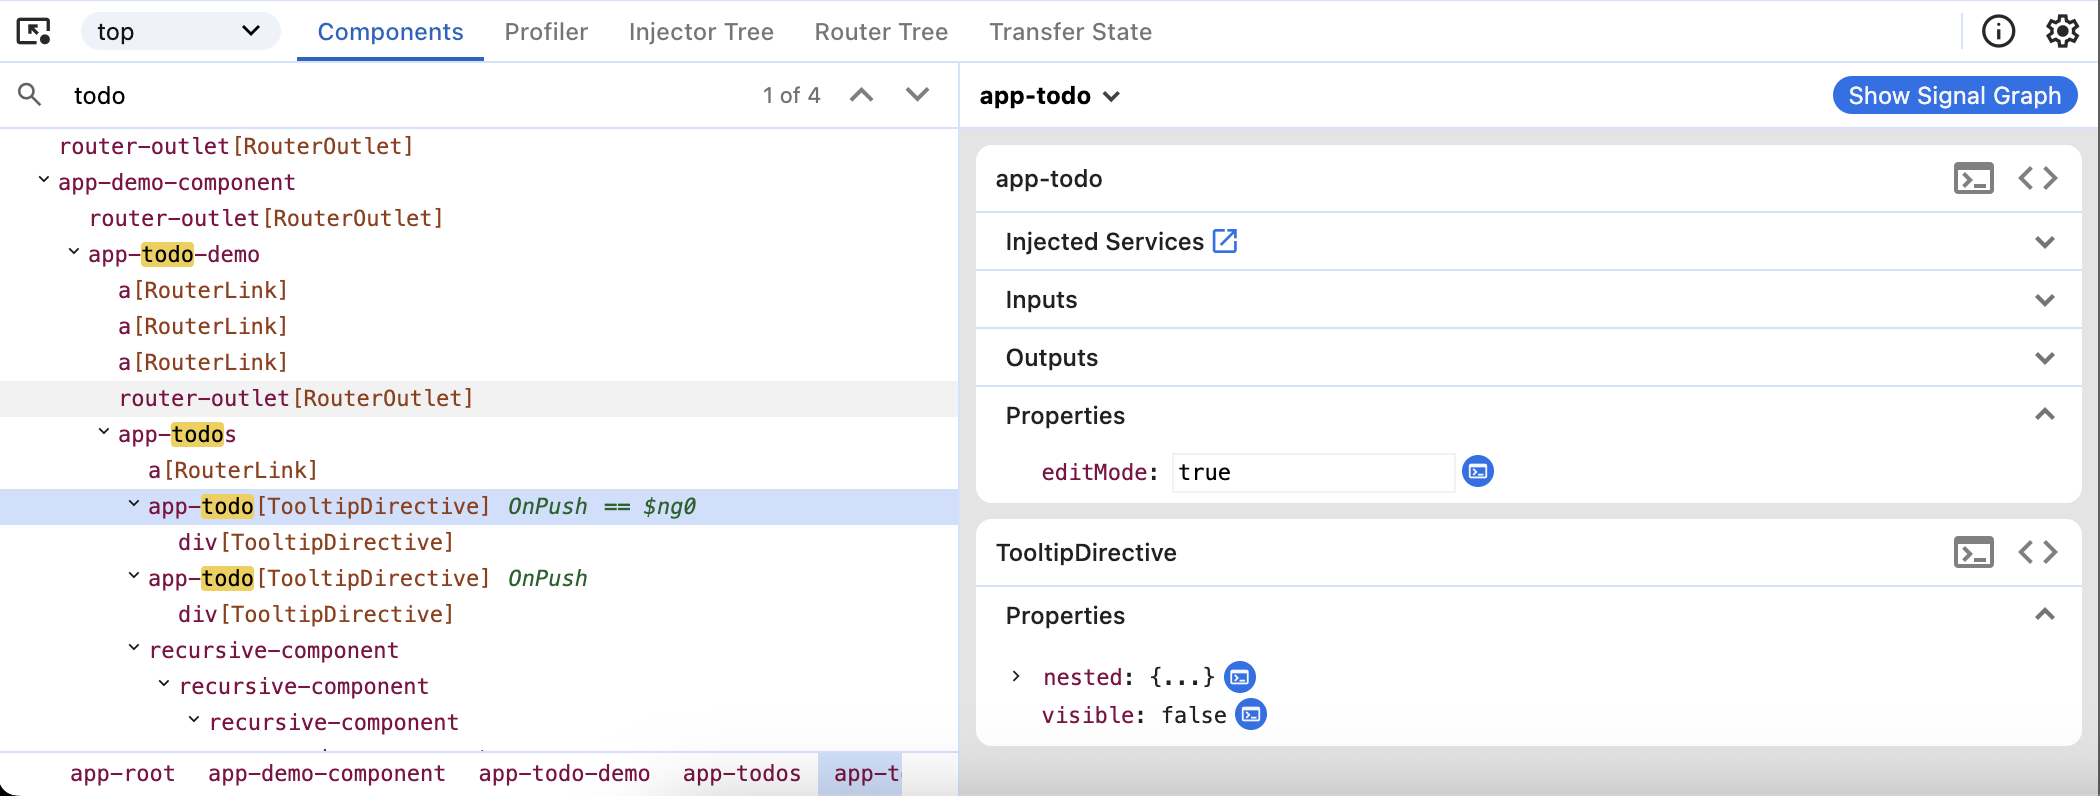 top Components Profiler Injector Tree Router Tree Transfer State
todo 1 of 4
router-outlet[RouterOutlet]
app-demo-component
router-outlet[RouterOutlet]
app-todo-demo
a[RouterLink]
a[RouterLink]
a[RouterLink]
router-outlet[RouterOutlet]
app-todos
a[RouterLink]
app-todo[TooltipDirective] OnPush == $ng0
div[TooltipDirective]
app-todo[TooltipDirective] OnPush
div[TooltipDirective]
recursive-component
recursive-component
recursive-component
app-root app-demo-component app-todo-demo app-todos app-t
app-todo Show Signal Graph
app-todo
Injected Services
Inputs
Outputs
Properties
editMode: true
TooltipDirective
Properties
nested: {...}
visible: false